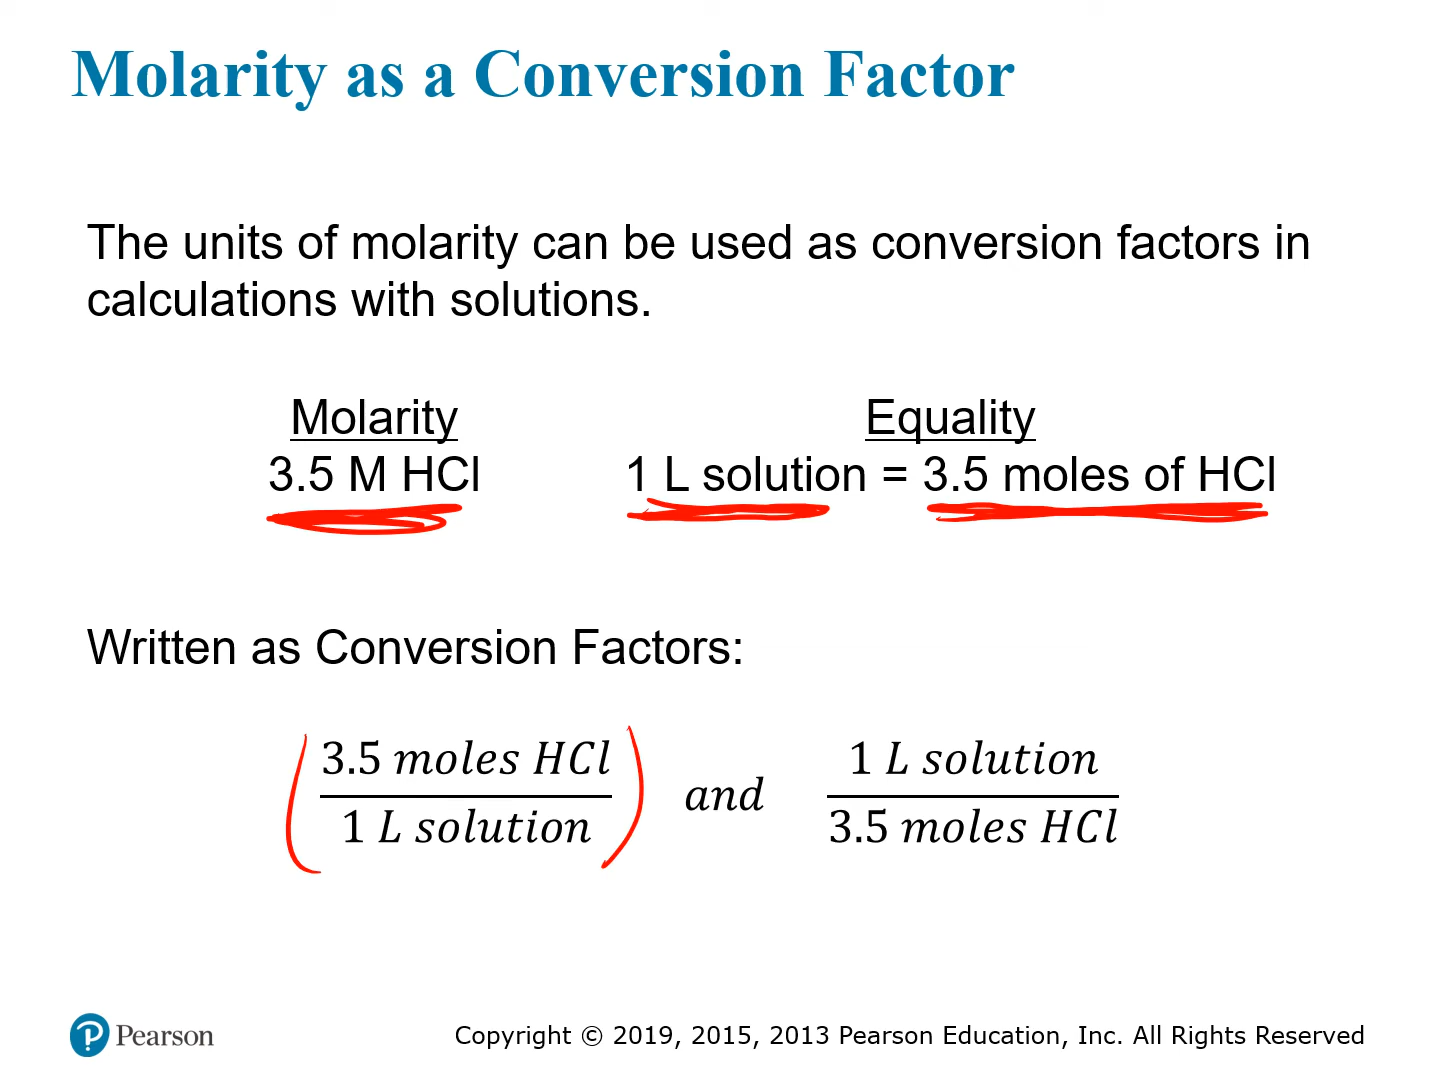 Molarity as a Conversion Factor
The units of molarity can be used as conversion factors in
calculations with solutions.
Molarity Equality
3.5 M HCl 1 L solution = 3.5 moles of HCl
Written as Conversion Factors:
3.5 moles HCl 1 L solution
and
1 L solution 3.5 moles HCl
Pearson Copyright © 2019, 2015, 2013 Pearson Education, Inc. All Rights Reserved